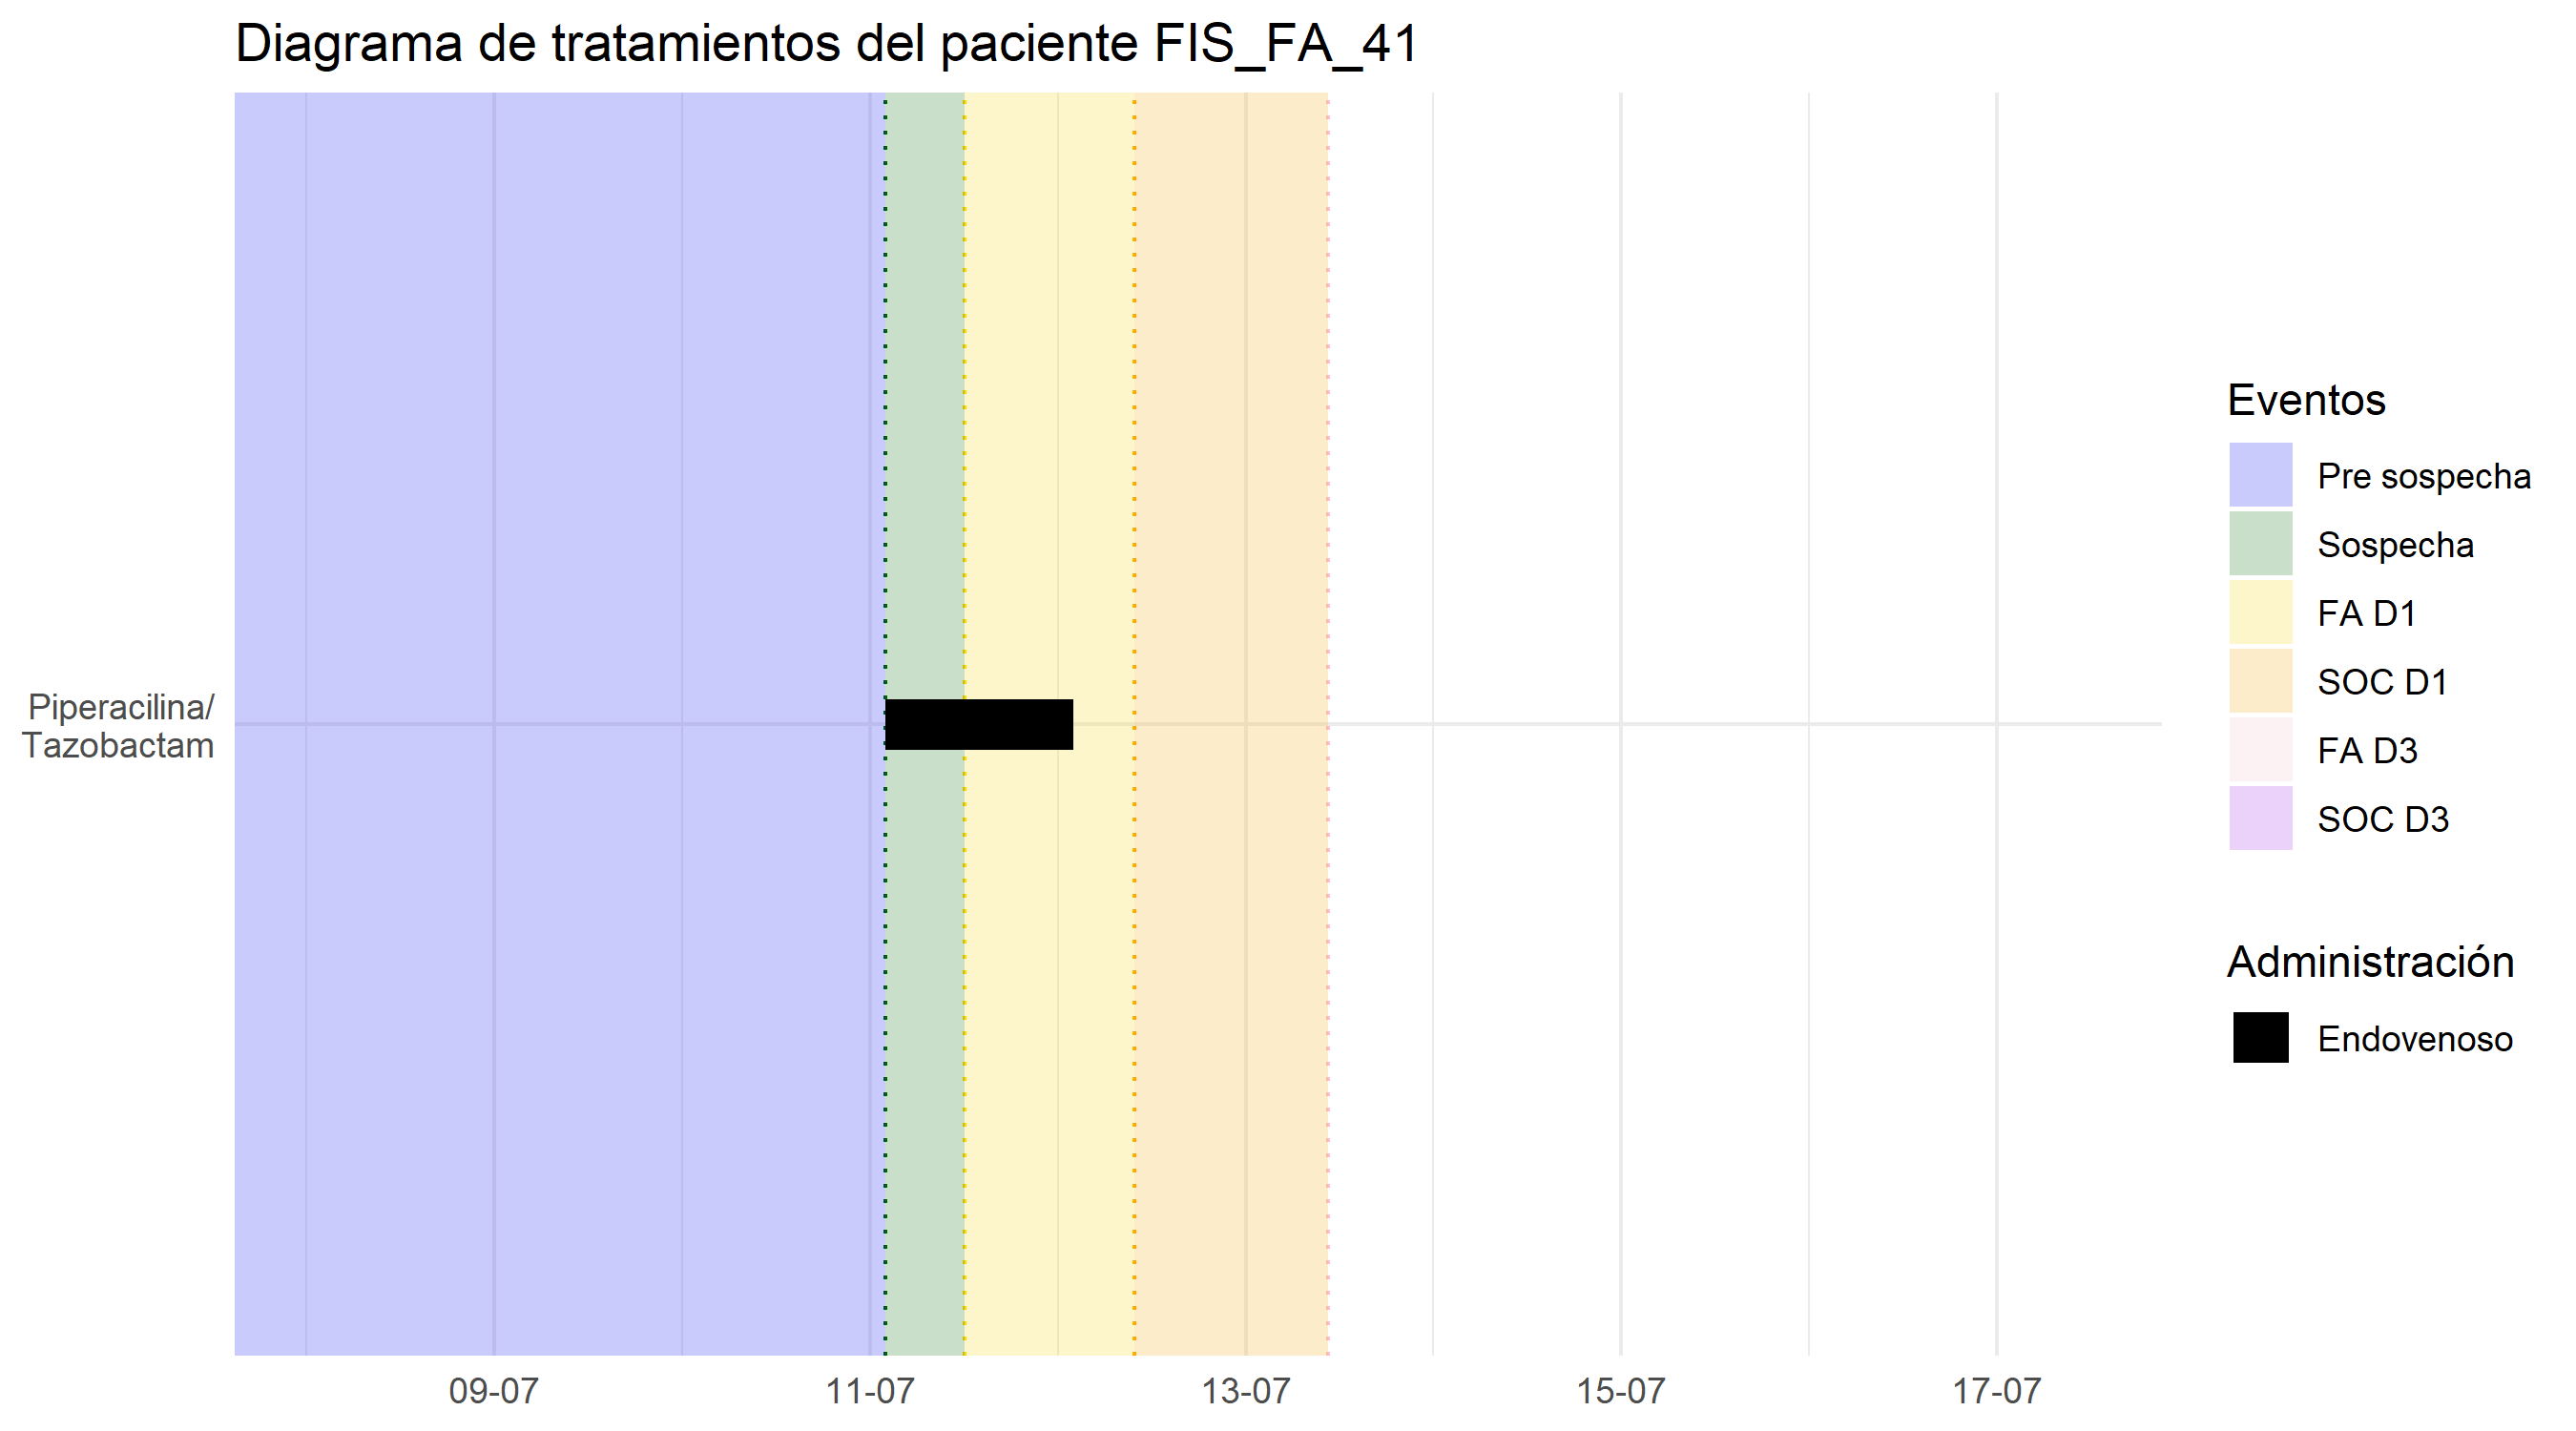 Diagrama de tratamientos del paciente FIS_FA_41
Piperacilina/
Tazobactam
09-07
11-07
13-07
15-07
17-07
Eventos
Pre sospecha
Sospecha
FA D1
SOC D1
FA D3
SOC D3
Administración
Endovenoso